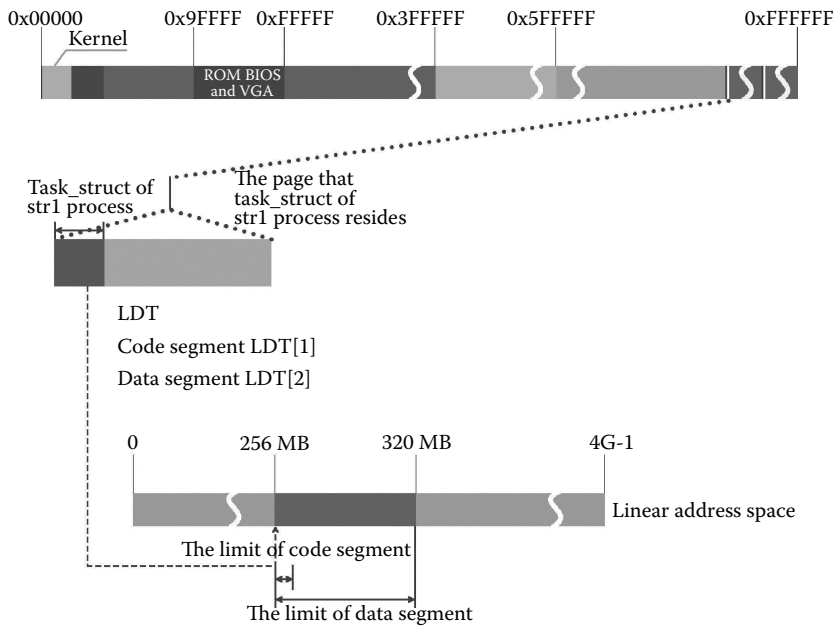 0x00000 0x9FFFF 0xFFFFF 0x3FFFFF 0x5FFFFF 0xFFFFFF
Kernel
ROM BIOS
and VGA
Task_struct of
str1 process
The page that
task_struct of
str1 process resides
LDT
Code segment LDT[1]
Data segment LDT[2]
0 256 MB 320 MB 4G-1
Linear address space
The limit of code segment
The limit of data segment